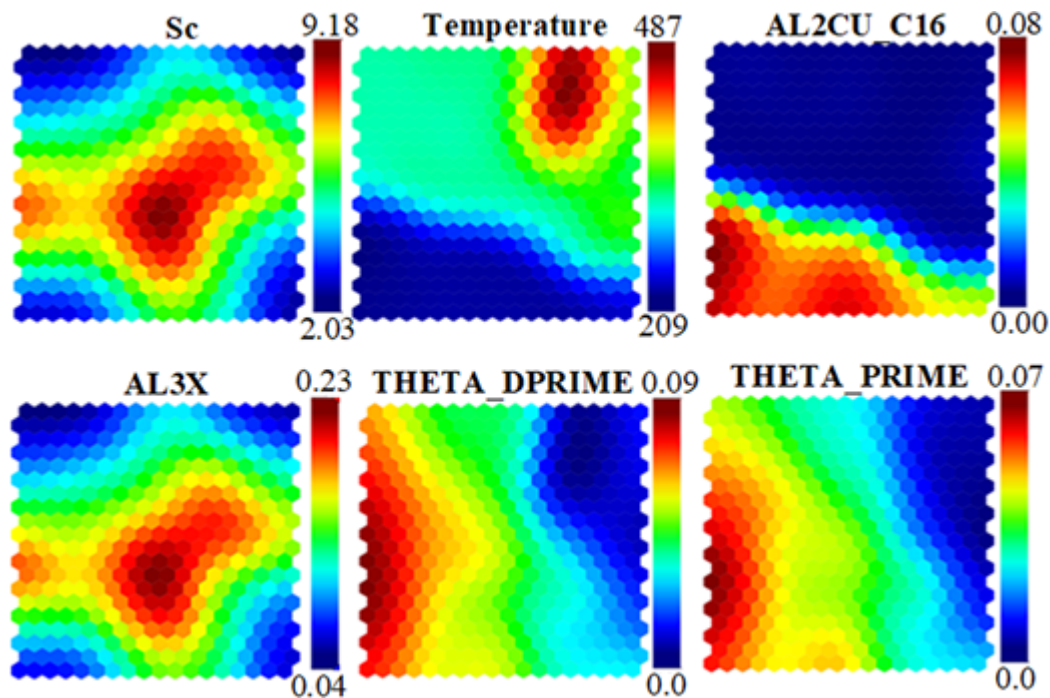 Sc 9.18
2.03
Temperature 487
209
AL2CU_C16 0.08
0.00
AL3X 0.23
0.04
THETA_DPRIME 0.09
0.0
THETA_PRIME 0.07
0.0